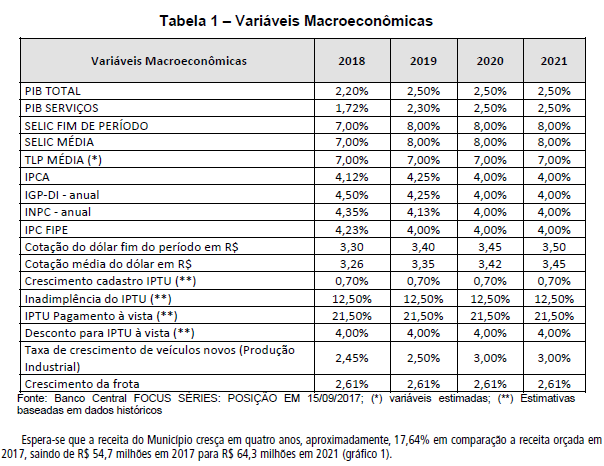 Tabela 1 – Variáveis Macroeconômicas
Variáveis Macroeconômicas 2018 2019 2020 2021
PIB TOTAL 2,20% 2,50% 2,50% 2,50%
PIB SERVIÇOS 1,72% 2,30% 2,50% 2,50%
SELIC FIM DE PERÍODO 7,00% 8,00% 8,00% 8,00%
SELIC MÉDIA 7,00% 8,00% 8,00% 8,00%
TLP MÉDIA (*) 7,00% 7,00% 7,00% 7,00%
IPCA 4,12% 4,25% 4,00% 4,00%
IGP-DI - anual 4,50% 4,25% 4,00% 4,00%
INPC - anual 4,35% 4,13% 4,00% 4,00%
IPC FIPE 4,23% 4,00% 4,00% 4,00%
Cotação do dólar fim do período em R$ 3,30 3,40 3,45 3,50
Cotação média do dólar em R$ 3,26 3,35 3,42 3,45
Crescimento cadastro IPTU (**) 0,70% 0,70% 0,70% 0,70%
Inadimplência do IPTU (**) 12,50% 12,50% 12,50% 12,50%
IPTU Pagamento à vista (**) 21,50% 21,50% 21,50% 21,50%
Desconto para IPTU à vista (**) 4,00% 4,00% 4,00% 4,00%
Taxa de crescimento de veículos novos (Produção
Industrial) 2,45% 2,50% 3,00% 3,00%
Crescimento da frota 2,61% 2,61% 2,61% 2,61%
Fonte: Banco Central FOCUS SÉRIES: POSIÇÃO EM 15/09/2017; (*) variáveis estimadas; (**) Estimativas
baseadas em dados históricos
Espera-se que a receita do Município cresça em quatro anos, aproximadamente, 17,64% em comparação a receita orçada em
2017, saindo de R$ 54,7 milhões em 2017 para R$ 64,3 milhões em 2021 (gráfico 1).